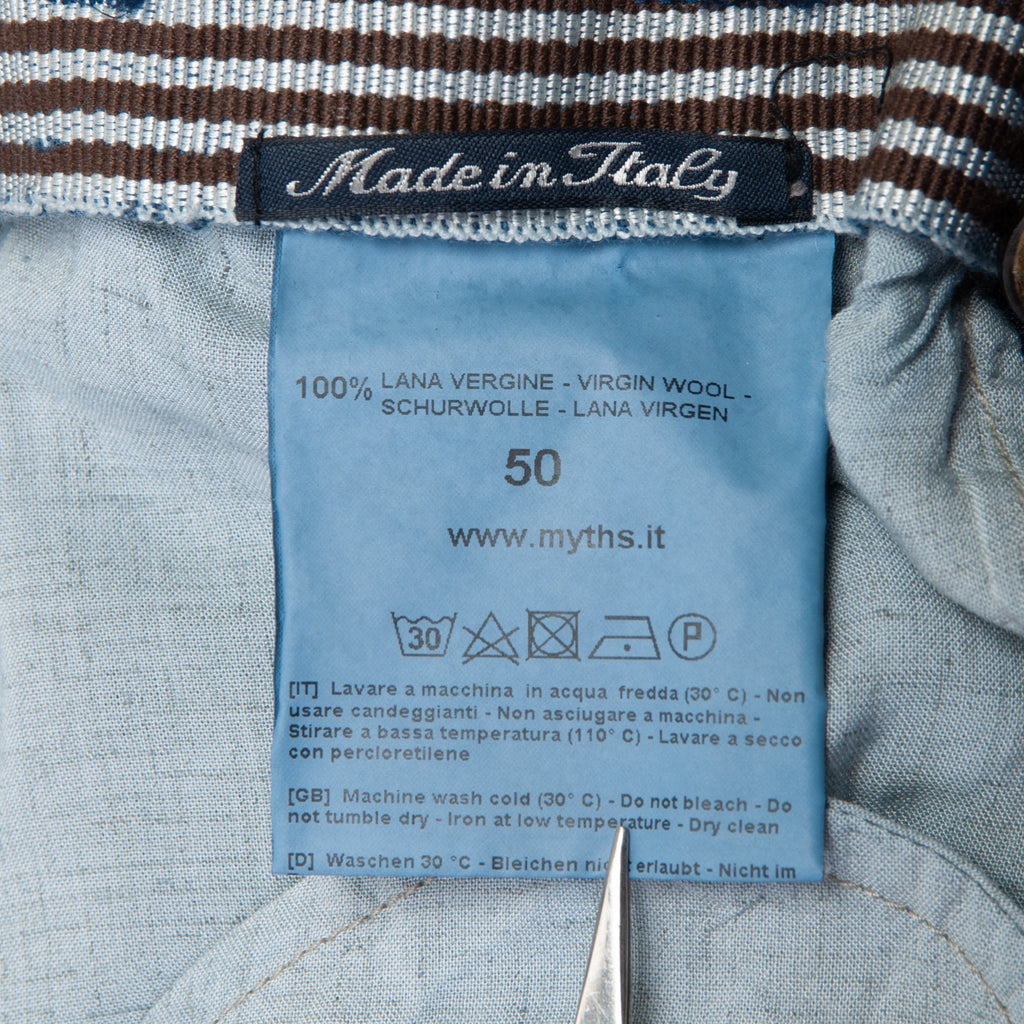 Made in Italy
100% LANA VERGINE - VIRGIN WOOL -
SCHURWOLLE - LANA VIRGEN
50
www.myths.it
30 P
[IT] Lavare a macchina in acqua fredda (30° C) - Non
usare candeggianti - Non asciugare a macchina -
Stirare a bassa temperatura (110° C) - Lavare a secco
con percloretilene
[GB] Machine wash cold (30° C) - Do not bleach - Do
not tumble dry - Iron at low temperature - Dry clean
[D] Waschen 30 °C - Bleichen nicht erlaubt - Nicht im